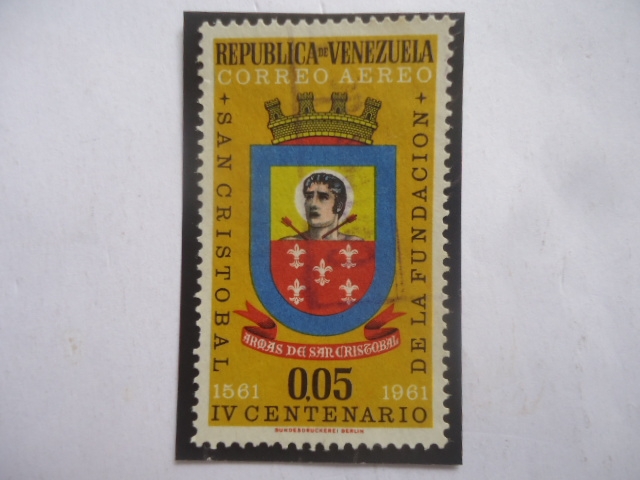 REPUBLICA DE VENEZUELA
CORREO AEREO
+ SAN CRISTOBAL
DE LA FUNDACION +
ARMAS DE SAN CRISTOBAL
1561 0,05 1961
IV CENTENARIO
BUNDESDRUCKEREI BERLIN